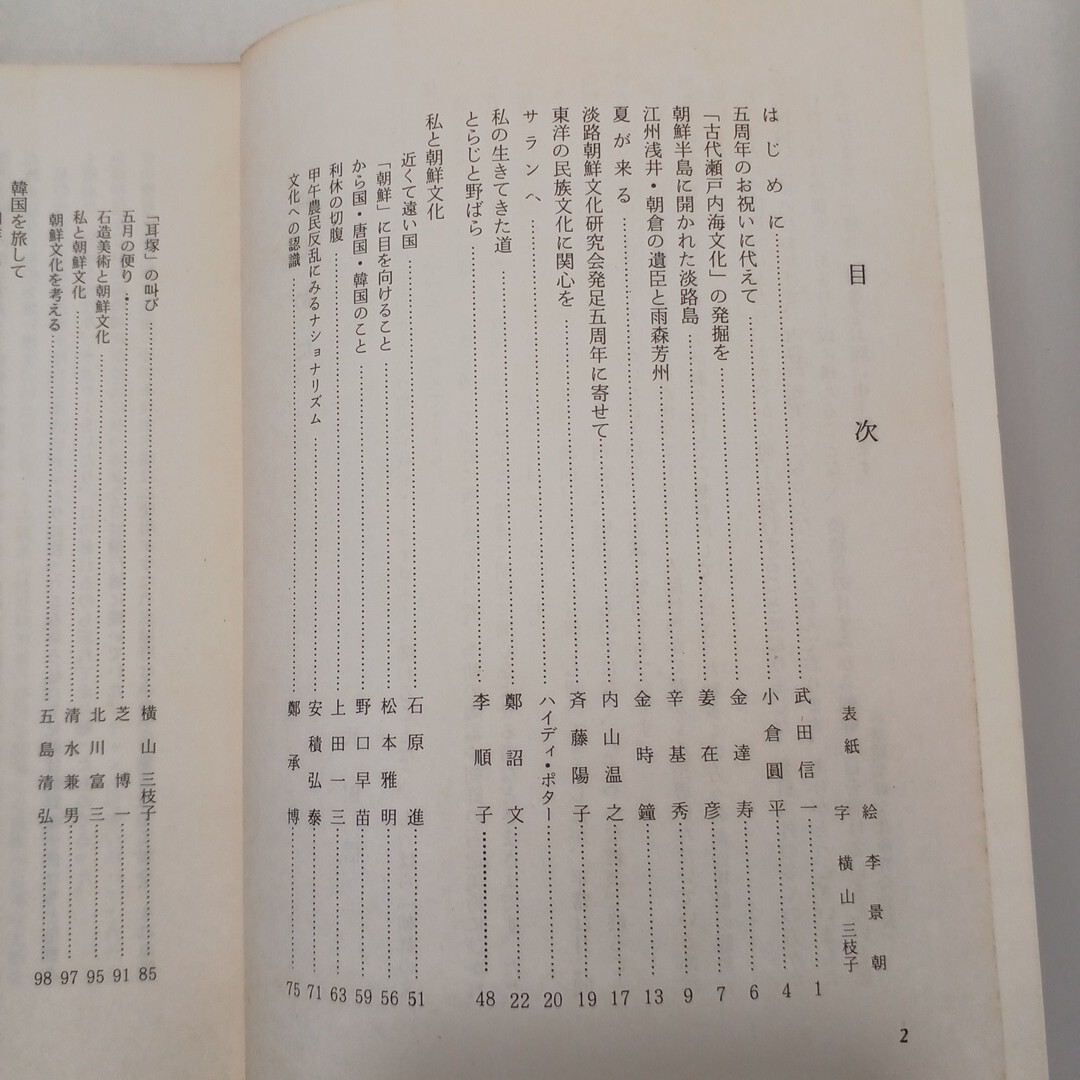 目次
表紙 絵 李景朝
字 横山三枝子
はじめに……武田信一……1
五周年のお祝いに代えて……小倉圓平……4
「古代瀬戸内海文化」の発掘を……金達寿……6
朝鮮半島に開かれた淡路島……姜在彦……7
江州浅井・朝倉の遺臣と雨森芳州……辛基秀……9
夏が来る……金時鐘……13
淡路朝鮮文化研究会発足五周年に寄せて……内山温之……17
東洋の民族文化に関心を……斉藤陽子……19
サランへ……ハイディ・ポター……20
私の生きてきた道……鄭詔文……22
とらじと野ばら……李順子……48
私と朝鮮文化
近くて遠い国……石原進……51
「朝鮮」に目を向けること……松本雅明……56
から国・唐国・韓国のこと……野口早苗……59
利休の切腹……上田一三……63
甲午農民反乱にみるナショナリズム……安積弘泰……71
文化への認識……鄭承博……75
2
「耳塚」の叫び……横山三枝子……85
五月の便り……芝博一……91
石造美術と朝鮮文化……北川富三……95
私と朝鮮文化……清水兼男……97
朝鮮文化を考える……五島清弘……98
韓国を旅して